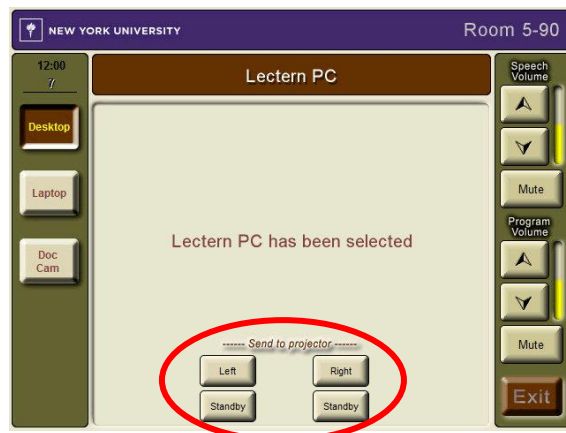 NEW YORK UNIVERSITY
Room 5-90
12:00
7
Desktop
Laptop
Doc
Cam
Lectern PC
Lectern PC has been selected
------ Send to projector ------
Left
Right
Standby
Standby
Speech
Volume
Mute
Program
Volume
Mute
Exit